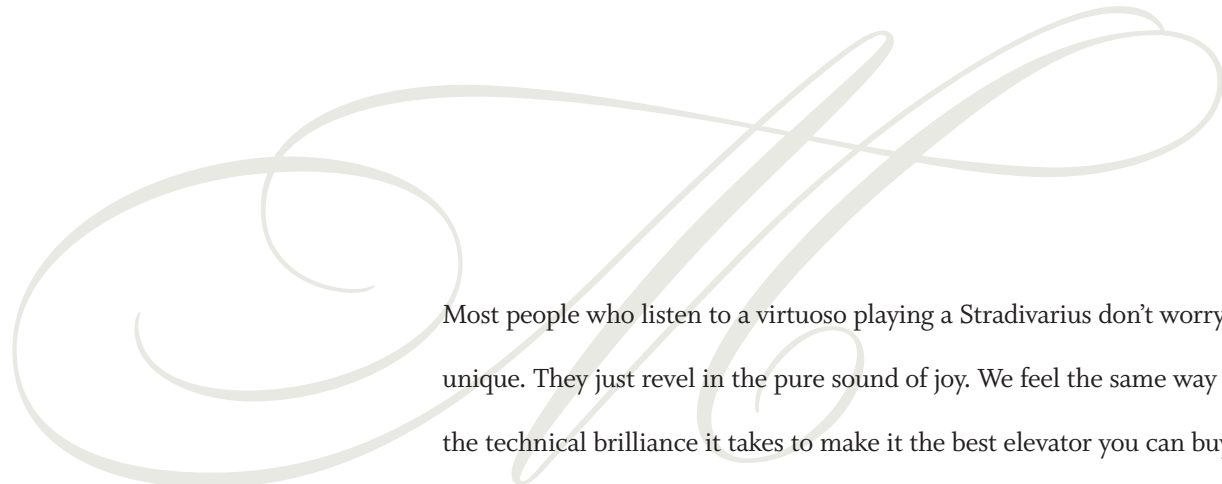 Most people who listen to a virtuoso playing a Stradivarius don’t worry
unique. They just revel in the pure sound of joy. We feel the same way
the technical brilliance it takes to make it the best elevator you can buy